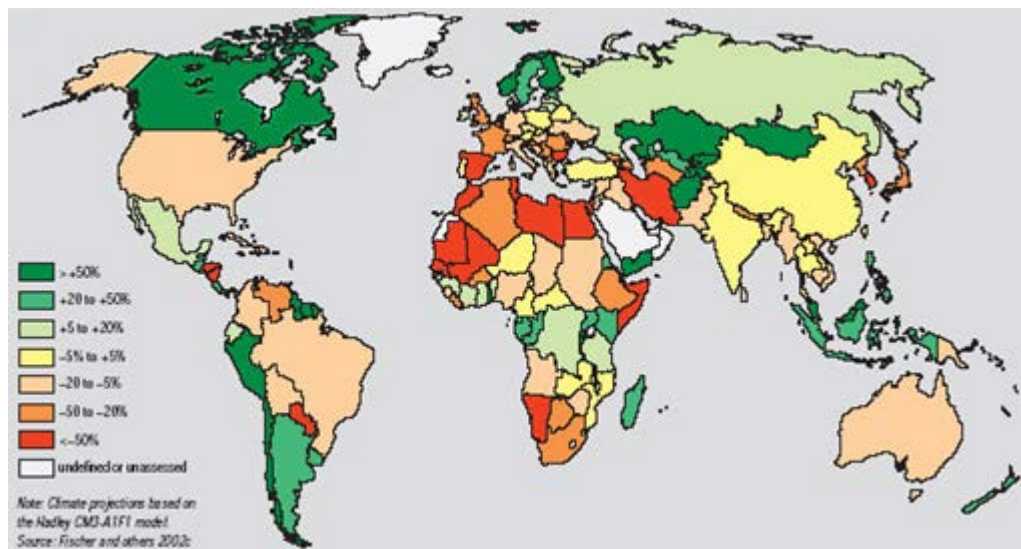 > +50%
+20 to +50%
+5 to +20%
-5% to +5%
-20 to -5%
-50 to -20%
<-50%
undefined or unassessed
Note: Climate projections based on
the Hadley CM3-A1F1 model.
Source: Fischer and others 2002c